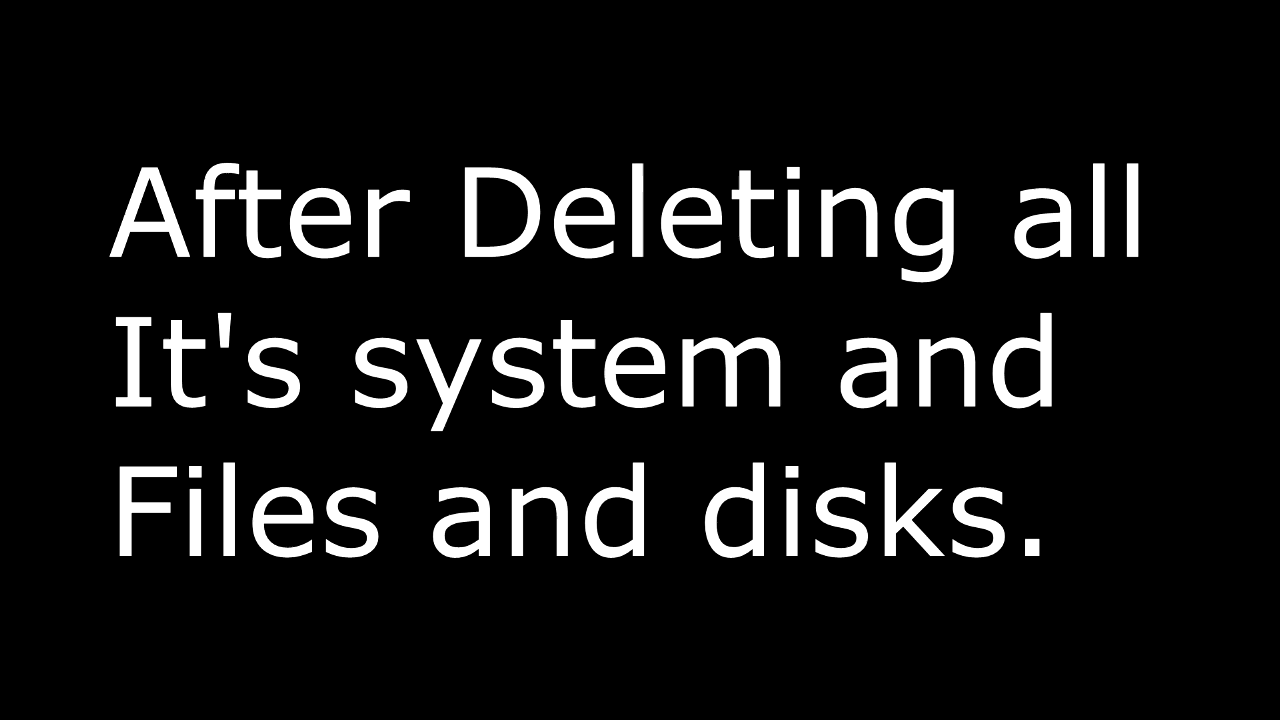 After Deleting all
It's system and
Files and disks.